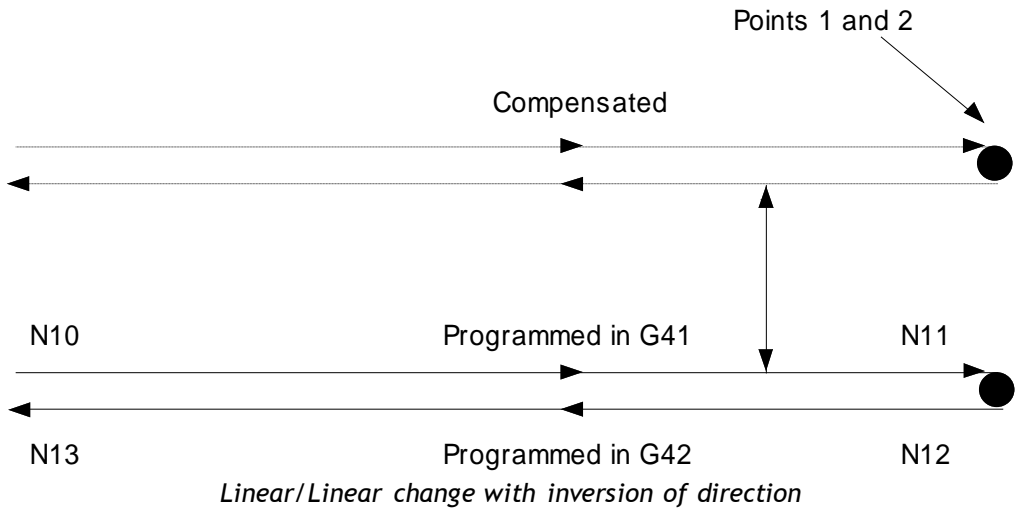 Points 1 and 2
Compensated
N10 Programmed in G41 N11
N13 Programmed in G42 N12
Linear/Linear change with inversion of direction